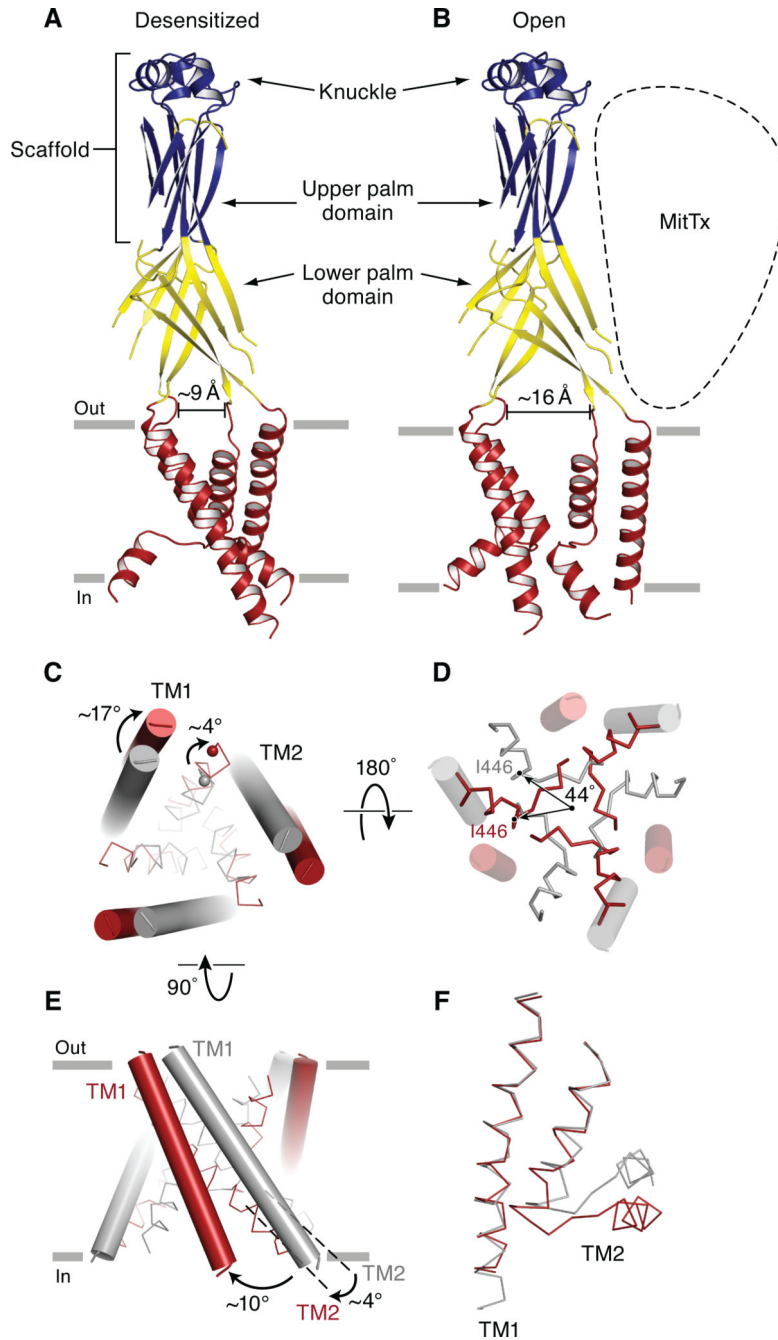 A
Desensitized
B
Open
Knuckle
Scaffold
Upper palm
domain
MitTx
Lower palm
domain
~9 Å
~16 Å
Out
In
C
TM1
~17°
~4°
TM2
180°
D
I446
44°
I446
90°
E
Out
TM1
TM1
In
TM2
~10°
~4°
TM2
F
TM2
TM1